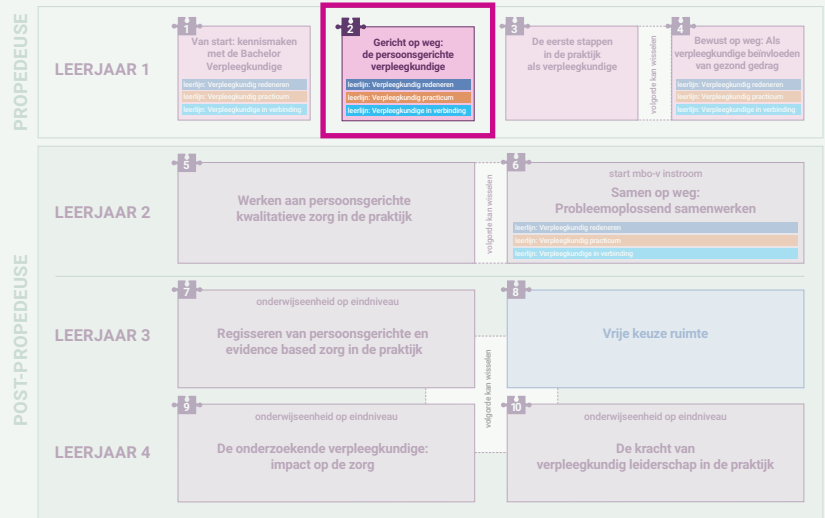 PROPEDEUSE
LEERJAAR 1
1
Van start: kennismaken
met de Bachelor
Verpleegkundige
leerlijn: Verpleegkundig redeneren
leerlijn: Verpleegkundig practicum
leerlijn: Verpleegkundige in verbinding
2
Gericht op weg:
de persoonsgerichte
verpleegkundige
leerlijn: Verpleegkundig redeneren
leerlijn: Verpleegkundig practicum
leerlijn: Verpleegkundige in verbinding
3
De eerste stappen
in de praktijk
als verpleegkundige
volgorde kan wisselen
4
Bewust op weg: Als
verpleegkundige beïnvloeden
van gezond gedrag
leerlijn: Verpleegkundig redeneren
leerlijn: Verpleegkundig practicum
leerlijn: Verpleegkundige in verbinding
POST-PROPEDEUSE
LEERJAAR 2
5
Werken aan persoonsgerichte
kwalitatieve zorg in de praktijk
volgorde kan wisselen
6
start mbo-v instroom
Samen op weg:
Probleemoplossend samenwerken
leerlijn: Verpleegkundig redeneren
leerlijn: Verpleegkundig practicum
leerlijn: Verpleegkundige in verbinding
LEERJAAR 3
7
onderwijseenheid op eindniveau
Regisseren van persoonsgerichte en
evidence based zorg in de praktijk
8
Vrije keuze ruimte
volgorde kan wisselen
LEERJAAR 4
9
onderwijseenheid op eindniveau
De onderzoekende verpleegkundige:
impact op de zorg
10
onderwijseenheid op eindniveau
De kracht van
verpleegkundig leiderschap in de praktijk